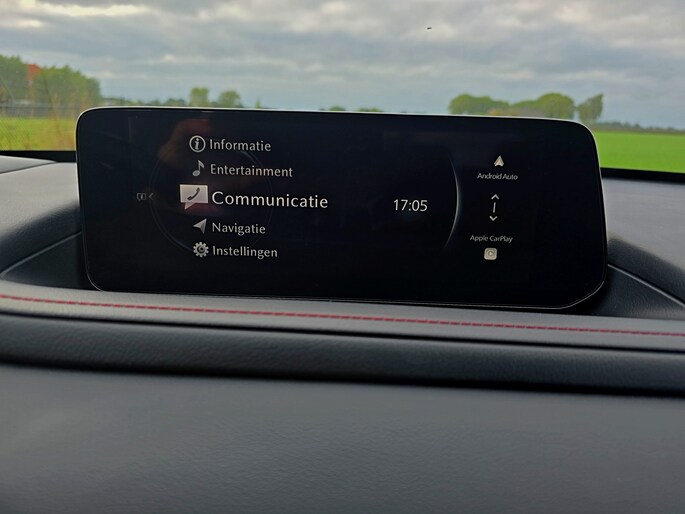 Informatie
Entertainment
Communicatie
Navigatie
Instellingen
17:05
Android Auto
Apple CarPlay